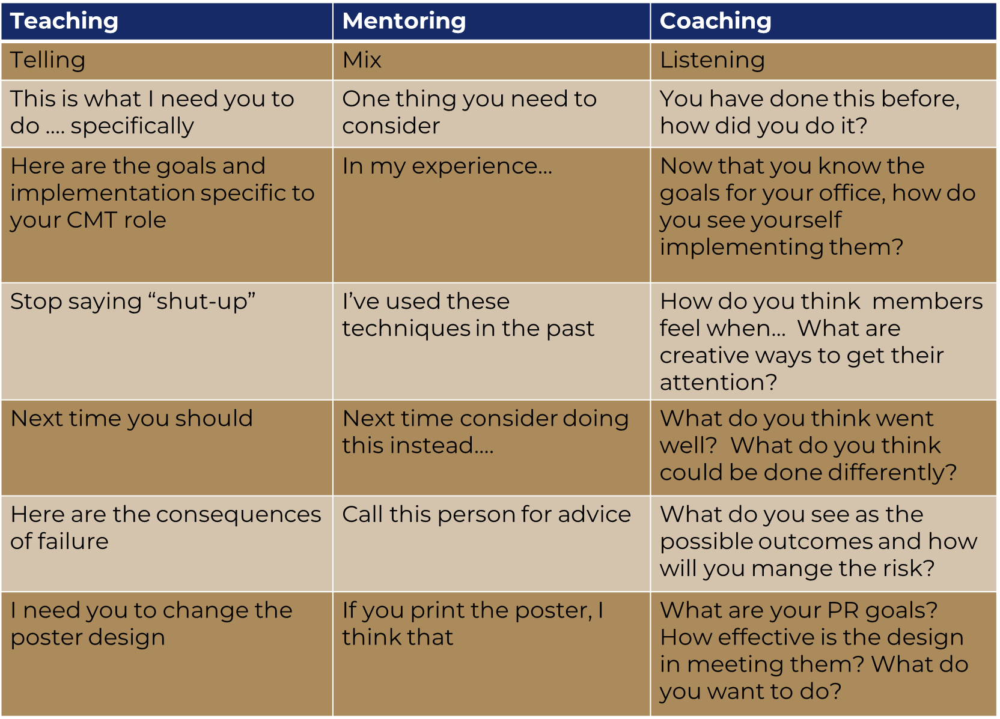 Teaching
Mentoring
Coaching
Telling
Mix
Listening
This is what I need you to
do .... specifically
One thing you need to
consider
You have done this before,
how did you do it?
Here are the goals and
implementation specific to
your CMT role
In my experience...
Now that you know the
goals for your office, how do
you see yourself
implementing them?
Stop saying “shut-up”
I’ve used these
techniques in the past
How do you think  members
feel when...  What are
creative ways to get their
attention?
Next time you should
Next time consider doing
this instead....
What do you think went
well?  What do you think
could be done differently?
Here are the consequences
of failure
Call this person for advice
What do you see as the
possible outcomes and how
will you mange the risk?
I need you to change the
poster design
If you print the poster, I
think that
What are your PR goals?
How effective is the design
in meeting them? What do
you want to do?